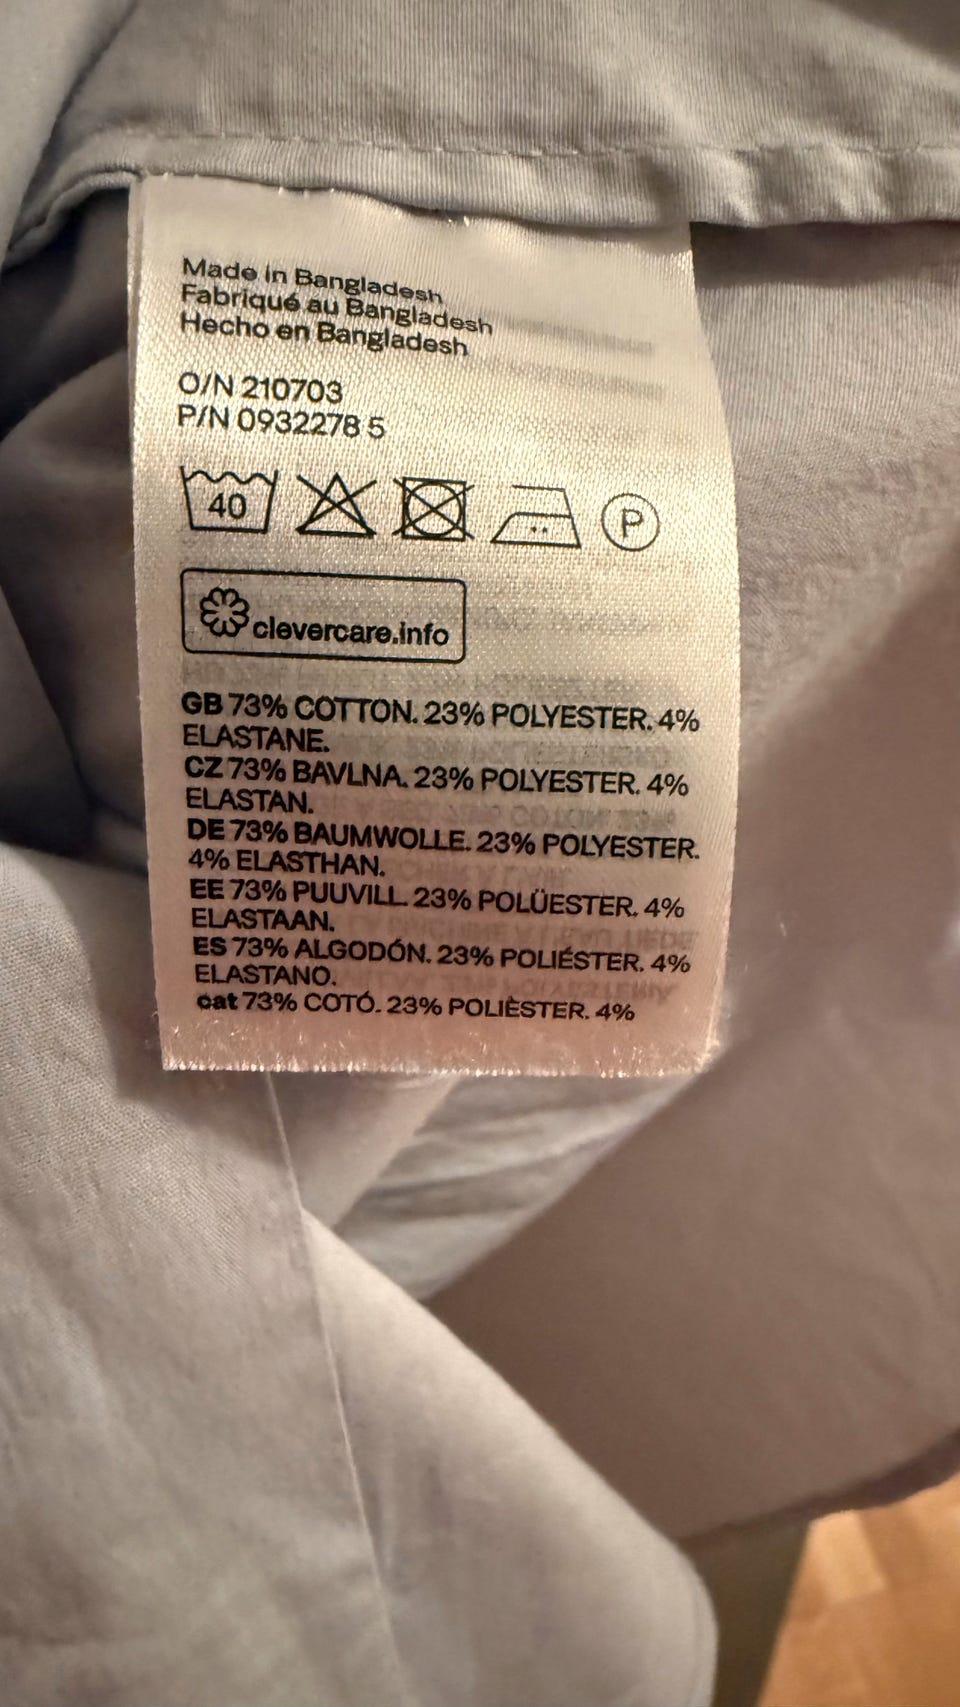 Made in Bangladesh
Fabriqué au Bangladesh
Hecho en Bangladesh
O/N 210703
P/N 0932278 5
40 P
clevercare.info
GB 73% COTTON. 23% POLYESTER. 4%
ELASTANE.
CZ 73% BAVLNA. 23% POLYESTER. 4%
ELASTAN.
DE 73% BAUMWOLLE. 23% POLYESTER.
4% ELASTHAN.
EE 73% PUUVILL. 23% POLÜESTER. 4%
ELASTAAN.
ES 73% ALGODÓN. 23% POLIÉSTER. 4%
ELASTANO.
cat 73% COTÓ. 23% POLIÈSTER. 4%